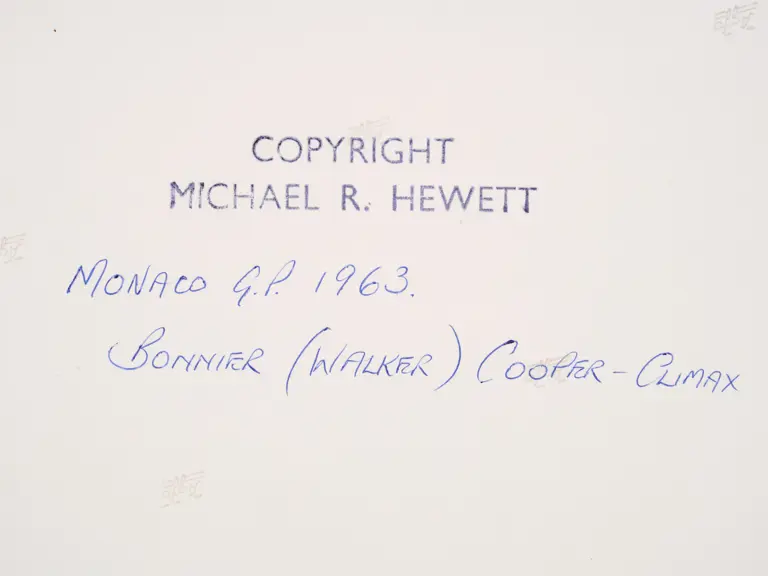 COPYRIGHT
MICHAEL R. HEWETT
MONACO G.P. 1963.
BONNIER (WALKER) COOPER-CLIMAX